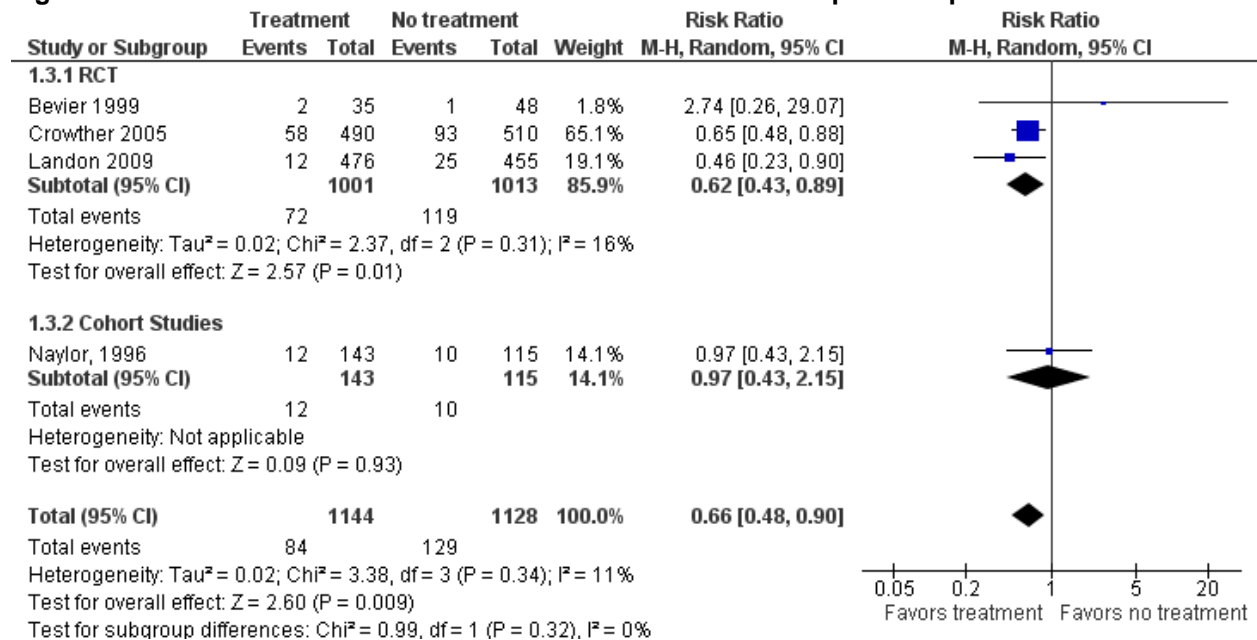 Treatment No treatment Risk Ratio Risk Ratio
Study or Subgroup Events Total Events Total Weight M-H, Random, 95% CI M-H, Random, 95% CI
1.3.1 RCT
Bevier 1999 2 35 1 48 1.8% 2.74 [0.26, 29.07]
Crowther 2005 58 490 93 510 65.1% 0.65 [0.48, 0.88]
Landon 2009 12 476 25 455 19.1% 0.46 [0.23, 0.90]
Subtotal (95% CI) 1001 1013 85.9% 0.62 [0.43, 0.89]
Total events 72 119
Heterogeneity: Tau² = 0.02; Chi² = 2.37, df = 2 (P = 0.31); I² = 16%
Test for overall effect: Z = 2.57 (P = 0.01)
1.3.2 Cohort Studies
Naylor, 1996 12 143 10 115 14.1% 0.97 [0.43, 2.15]
Subtotal (95% CI) 143 115 14.1% 0.97 [0.43, 2.15]
Total events 12 10
Heterogeneity: Not applicable
Test for overall effect: Z = 0.09 (P = 0.93)
Total (95% CI) 1144 1128 100.0% 0.66 [0.48, 0.90]
Total events 84 129
Heterogeneity: Tau² = 0.02; Chi² = 3.38, df = 3 (P = 0.34); I² = 11%
Test for overall effect: Z = 2.60 (P = 0.009)
Test for subgroup differences: Chi² = 0.99, df = 1 (P = 0.32), I² = 0%
0.05 0.2 1 5 20
Favors treatment Favors no treatment